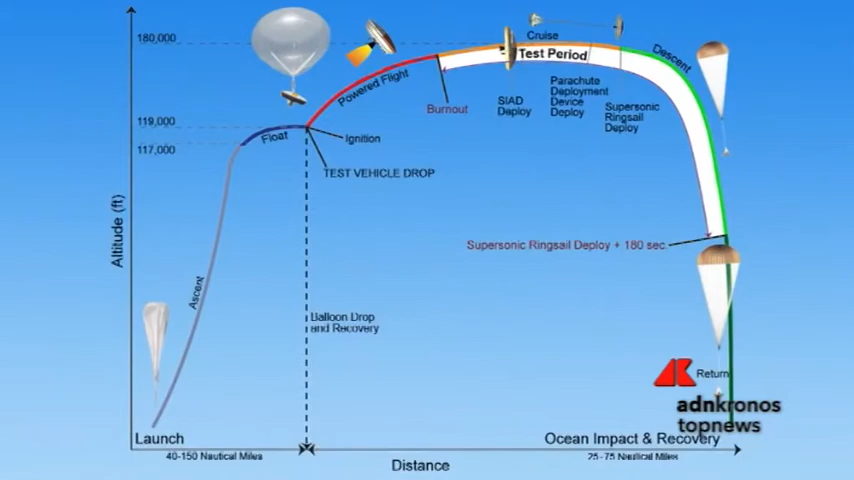 180,000
Cruise
Test Period
Descent
Powered Flight
Burnout
SIAD
Deploy
Parachute
Deployment
Device
Deploy
Supersonic
Ringsail
Deploy
119,000
117,000
Float
Ignition
TEST VEHICLE DROP
Altitude (ft)
Supersonic Ringsail Deploy + 180 sec.
Ascent
Balloon Drop
and Recovery
Return
adnkronos
topnews
Launch
Ocean Impact & Recovery
40-150 Nautical Miles
25-75 Nautical Miles
Distance